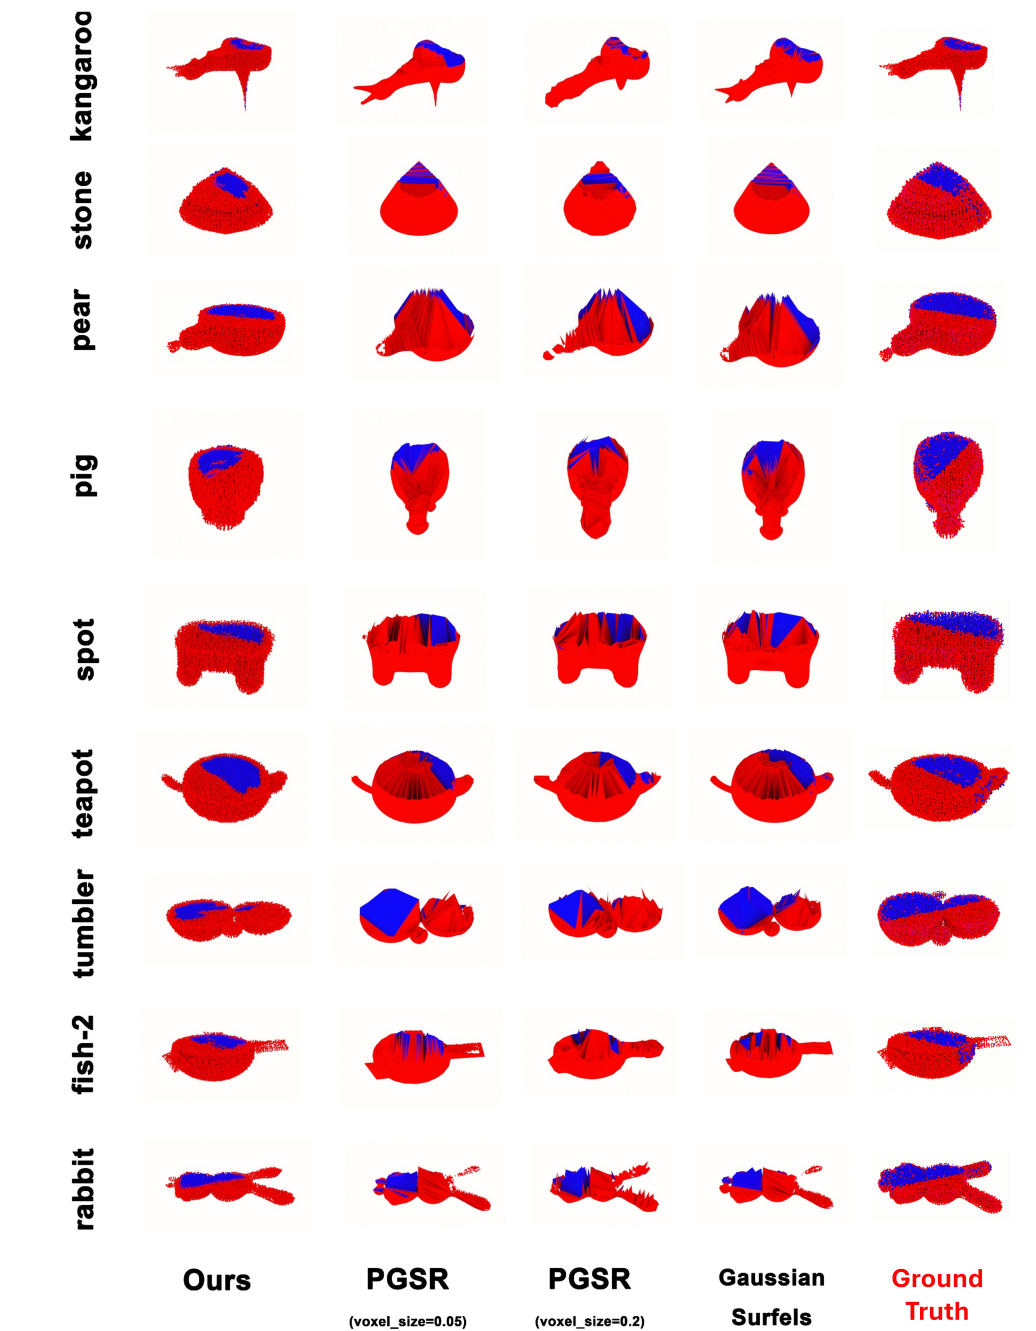 kangaroo
stone
pear
pig
spot
teapot
tumbler
fish-2
rabbit
Ours
PGSR
(voxel_size=0.05)
PGSR
(voxel_size=0.2)
Gaussian
Surfels
Ground
Truth